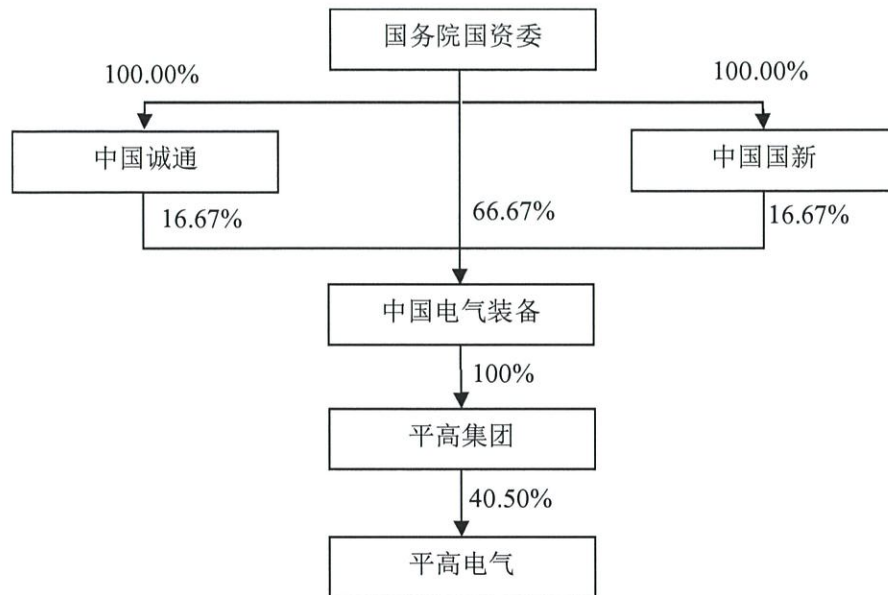 国务院国资委
100.00%
100.00%
中国诚通
中国国新
16.67%
66.67%
16.67%
中国电气装备
100%
平高集团
40.50%
平高电气